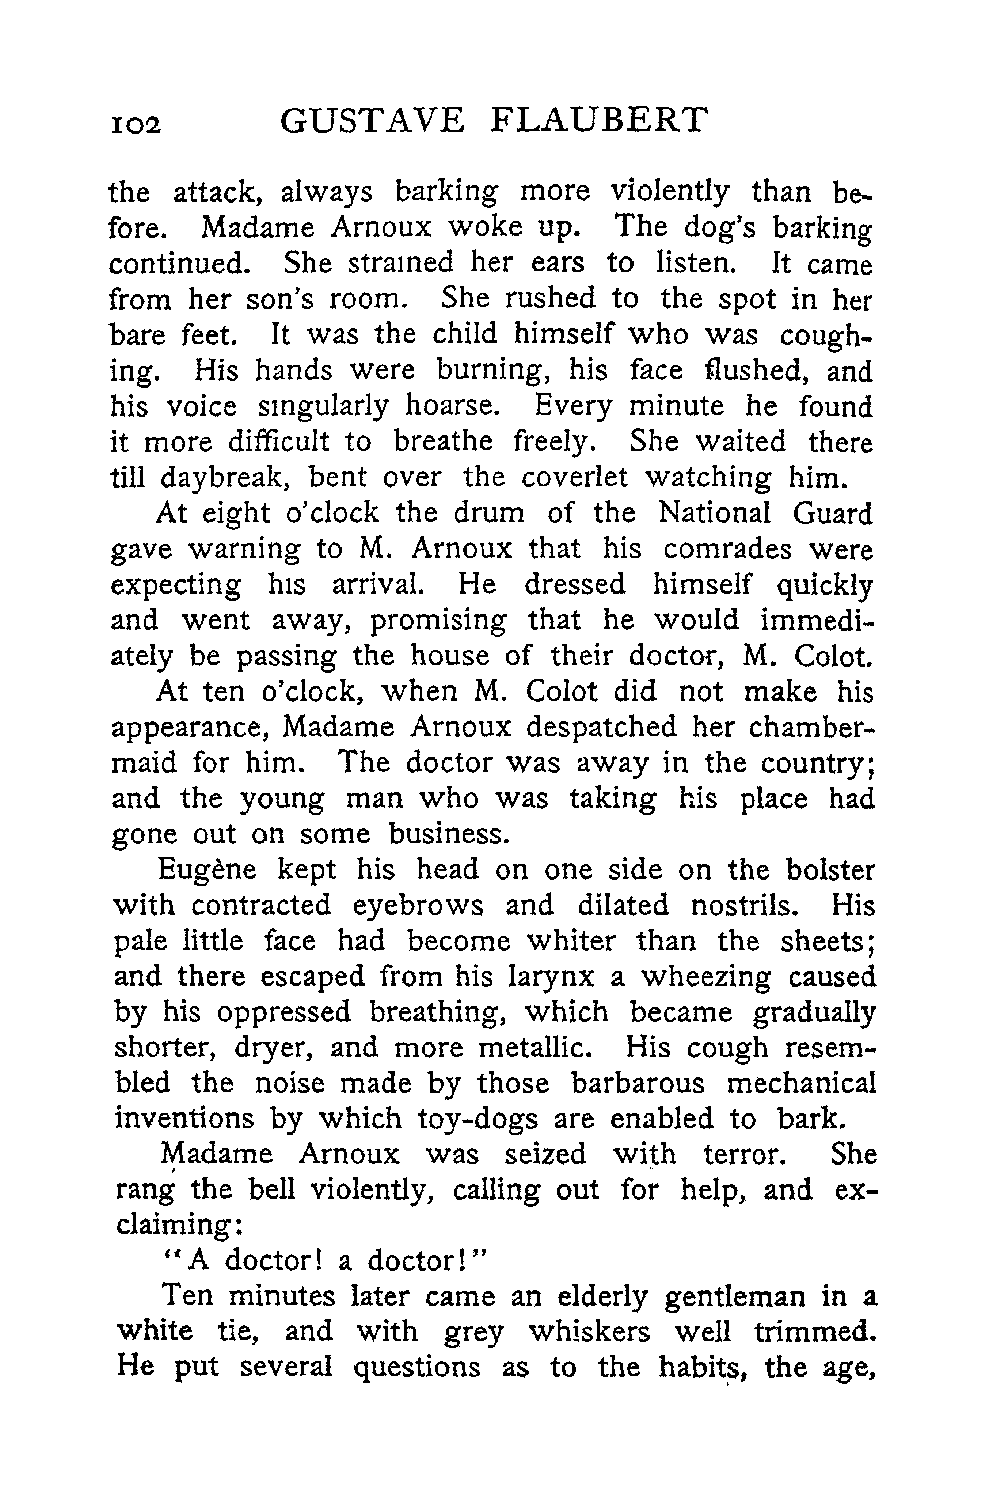 102 GUSTAVE FLAUBERT
the attack, always barking more violently than be-
fore. Madame Arnoux woke up. The dog's barking
continued. She strained her ears to listen. It came
from her son's room. She rushed to the spot in her
bare feet. It was the child himself who was cough-
ing. His hands were burning, his face flushed, and
his voice singularly hoarse. Every minute he found
it more difficult to breathe freely. She waited there
till daybreak, bent over the coverlet watching him.
At eight o'clock the drum of the National Guard
gave warning to M. Arnoux that his comrades were
expecting his arrival. He dressed himself quickly
and went away, promising that he would immedi-
ately be passing the house of their doctor, M. Colot.
At ten o'clock, when M. Colot did not make his
appearance, Madame Arnoux despatched her chamber-
maid for him. The doctor was away in the country;
and the young man who was taking his place had
gone out on some business.
Eugène kept his head on one side on the bolster
with contracted eyebrows and dilated nostrils. His
pale little face had become whiter than the sheets;
and there escaped from his larynx a wheezing caused
by his oppressed breathing, which became gradually
shorter, dryer, and more metallic. His cough resem-
bled the noise made by those barbarous mechanical
inventions by which toy-dogs are enabled to bark.
Madame Arnoux was seized with terror. She
rang the bell violently, calling out for help, and ex-
claiming:
"A doctor! a doctor!"
Ten minutes later came an elderly gentleman in a
white tie, and with grey whiskers well trimmed.
He put several questions as to the habits, the age,